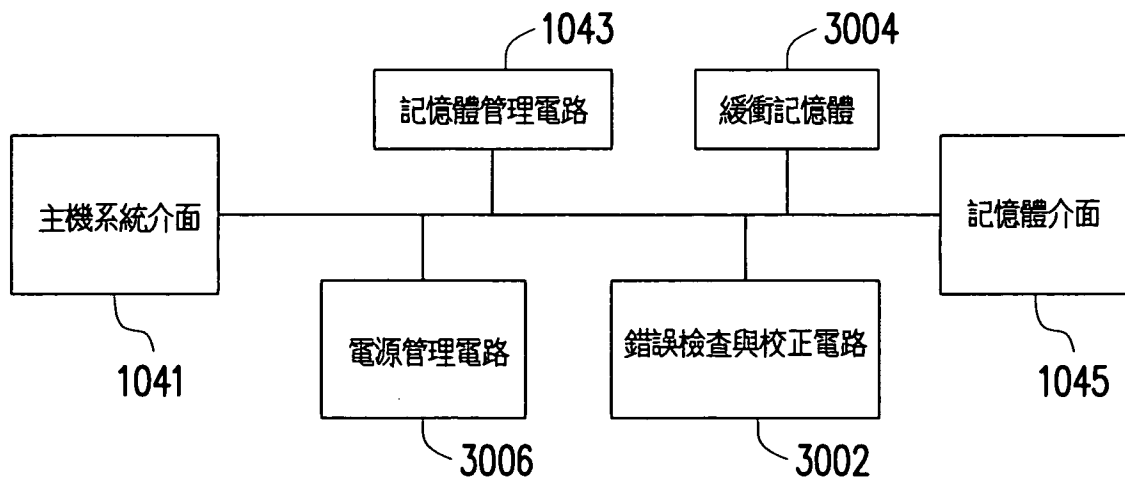 1043
3004
記憶體管理電路
緩衝記憶體
主機系統介面
記憶體介面
電源管理電路
錯誤檢查與校正電路
1041
1045
3006
3002